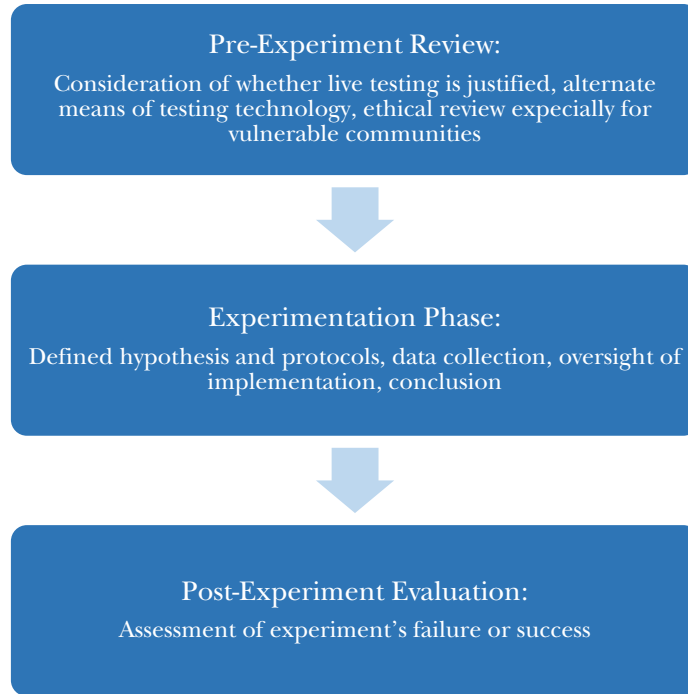 Pre-Experiment Review:
Consideration of whether live testing is justified, alternate
means of testing technology, ethical review expecially for
vulnerable communities
Experimentation Phase:
Defined hypothesis and protocols, data collection, oversight of
implementation, conclusion
Post-Experiment Evaluation:
Assessment of experiment’s failure or success